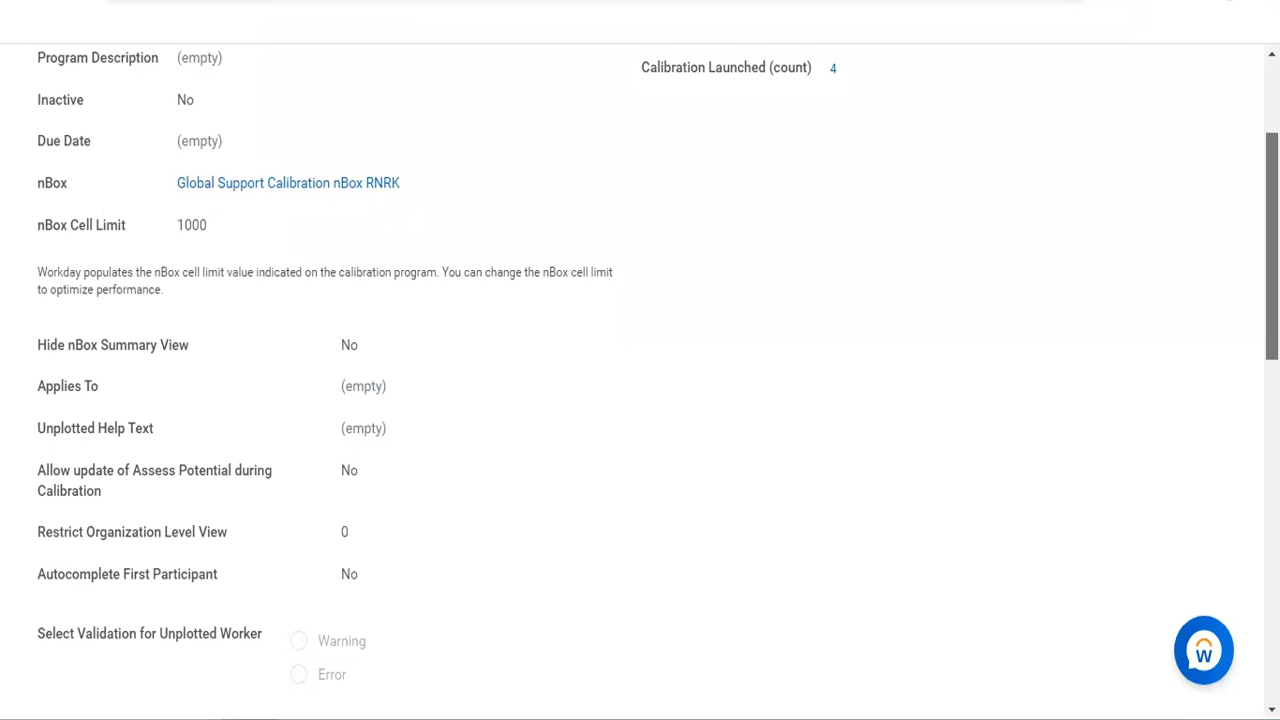 Program Description (empty)
Calibration Launched (count) 4
Inactive No
Due Date (empty)
nBox Global Support Calibration nBox RNRK
nBox Cell Limit 1000
Workday populates the nBox cell limit value indicated on the calibration program. You can change the nBox cell limit
to optimize performance.
Hide nBox Summary View No
Applies To (empty)
Unplotted Help Text (empty)
Allow update of Assess Potential during No
Calibration
Restrict Organization Level View 0
Autocomplete First Participant No
Select Validation for Unplotted Worker
Warning
Error
W